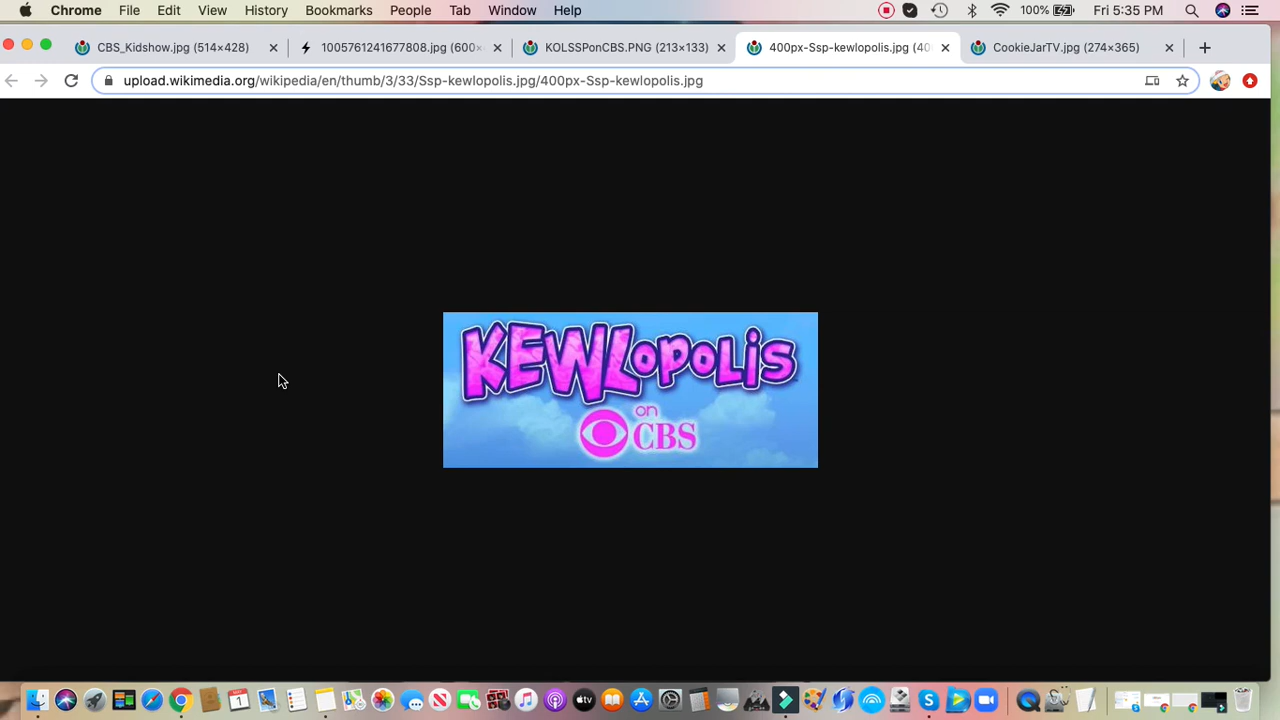 Chrome File Edit View History Bookmarks People Tab Window Help 100% Fri 5:35 PM
CBS_Kidshow.jpg (514×428) 1005761241677808.jpg (600× KOLSSPonCBS.PNG (213×133) 400px-Ssp-kewlopolis.jpg (40 CookieJarTV.jpg (274×365)
upload.wikimedia.org/wikipedia/en/thumb/3/33/Ssp-kewlopolis.jpg/400px-Ssp-kewlopolis.jpg
KEWLopoLis
on
CBS
1
tv